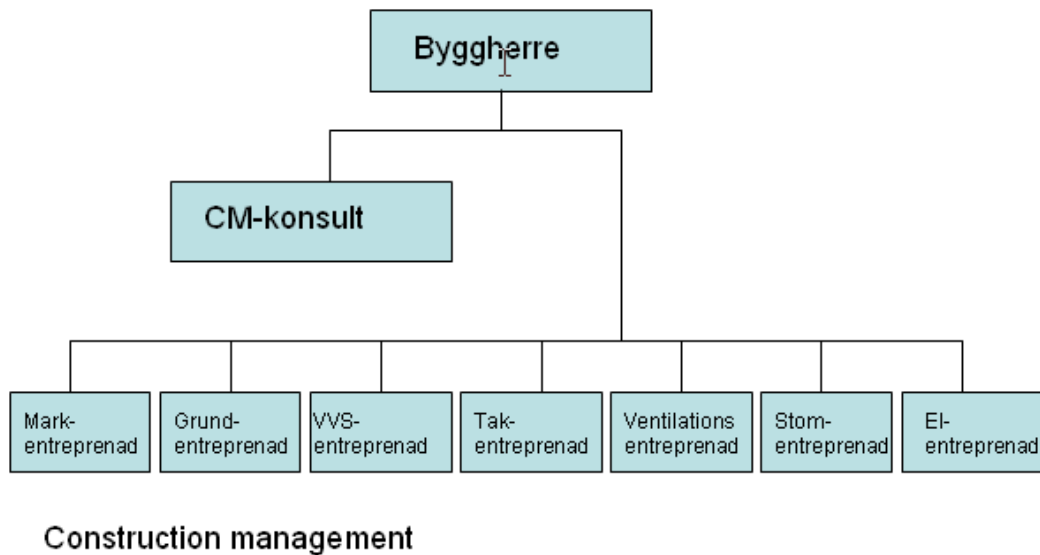 Byggherre
CM-konsult
Mark-
entreprenad
Grund-
entreprenad
VVS-
entreprenad
Tak-
entreprenad
Ventilations
entreprenad
Stom-
entreprenad
El-
entreprenad
Construction management